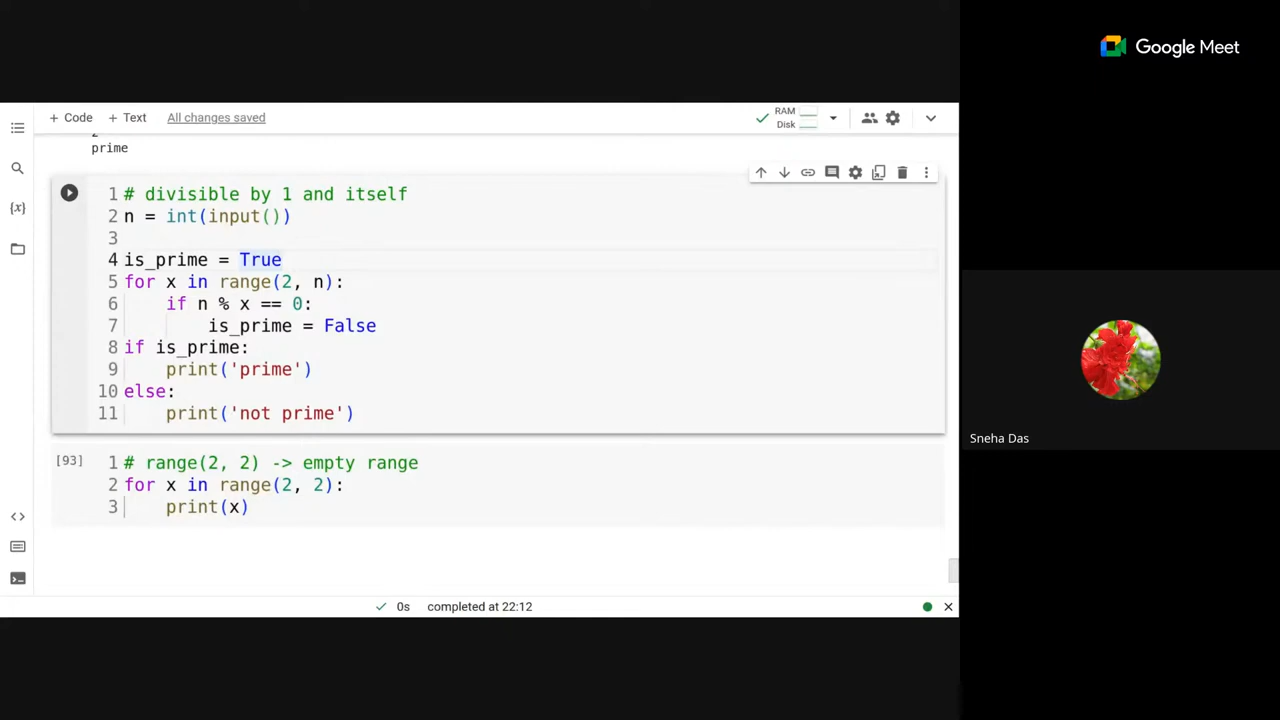 Google Meet
+ Code + Text All changes saved
RAM
Disk
prime
1 # divisible by 1 and itself
2 n = int(input())
3
4 is_prime = True
5 for x in range(2, n):
6 if n % x == 0:
7 is_prime = False
8 if is_prime:
9 print('prime')
10 else:
11 print('not prime')
[93]
1 # range(2, 2) -> empty range
2 for x in range(2, 2):
3 print(x)
0s completed at 22:12
Sneha Das